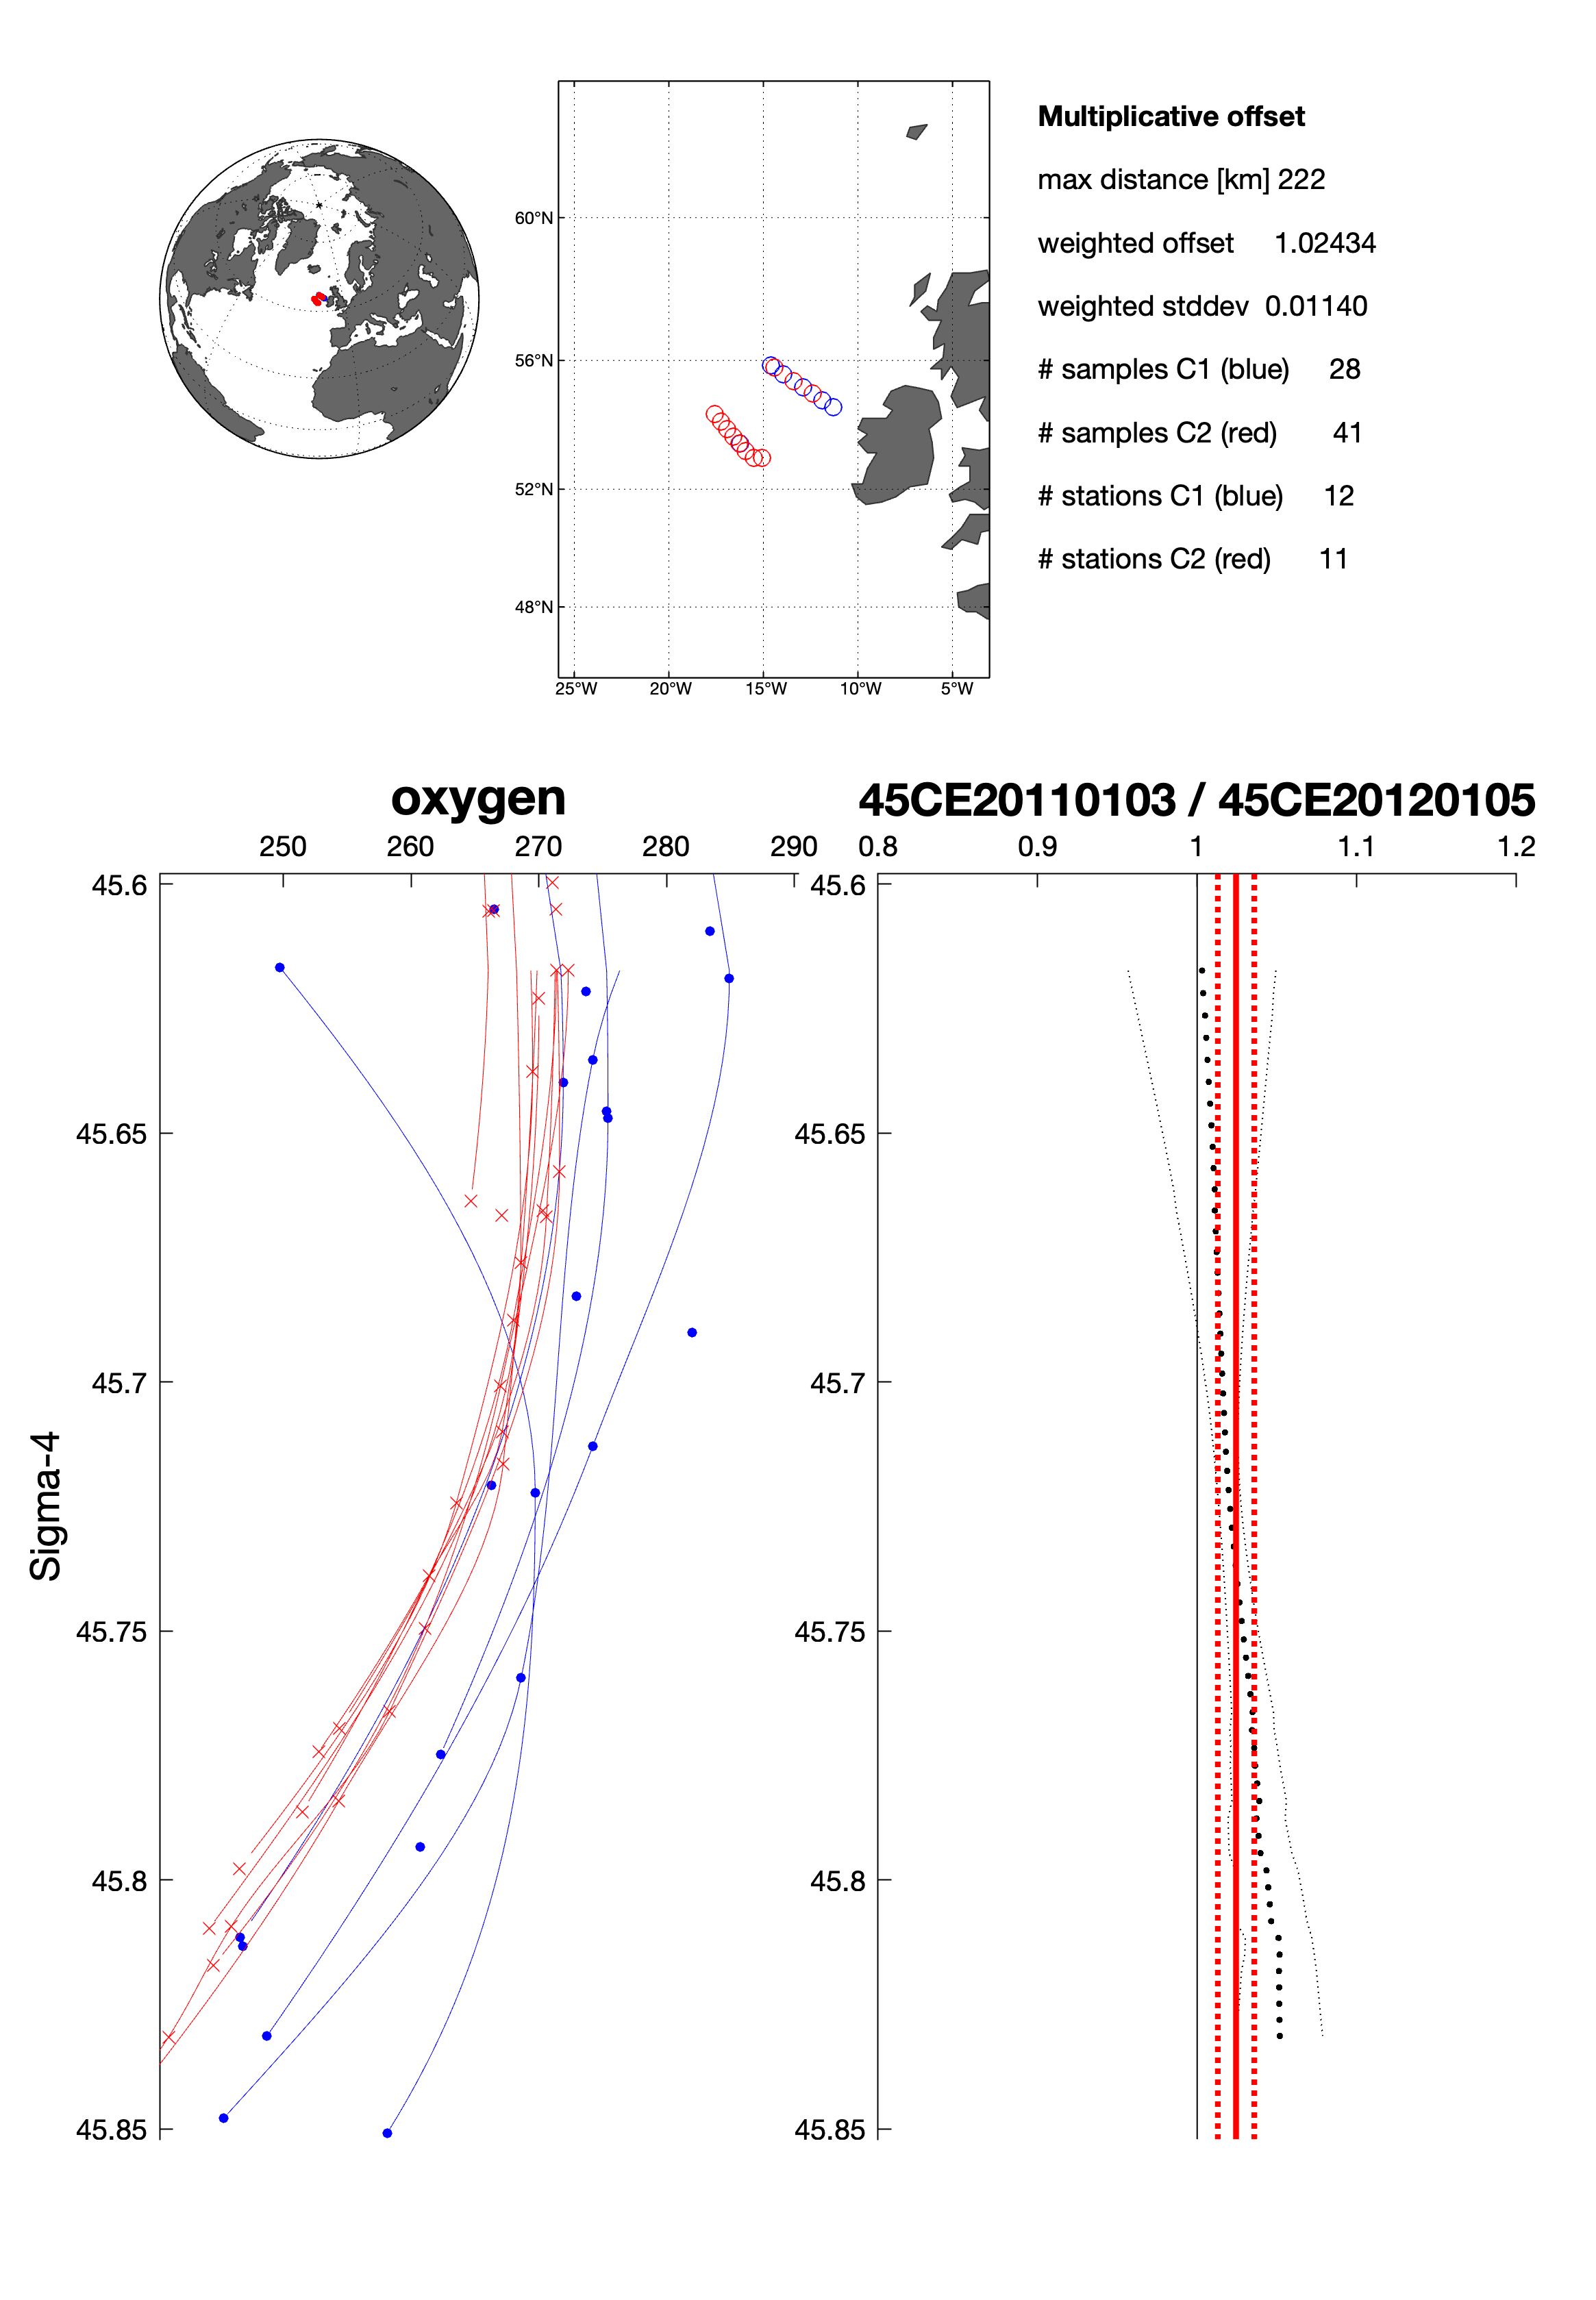 Multiplicative offset
max distance [km] 222
weighted offset 1.02434
weighted stddev 0.01140
# samples C1 (blue) 28
# samples C2 (red) 41
# stations C1 (blue) 12
# stations C2 (red) 11
60°N
56°N
52°N
48°N
25°W 20°W 15°W 10°W 5°W
oxygen
250 260 270 280 290
45.6
45.65
45.7
45.75
45.8
45.85
Sigma-4
45CE20110103 / 45CE20120105
0.8 0.9 1 1.1 1.2
45.6
45.65
45.7
45.75
45.8
45.85